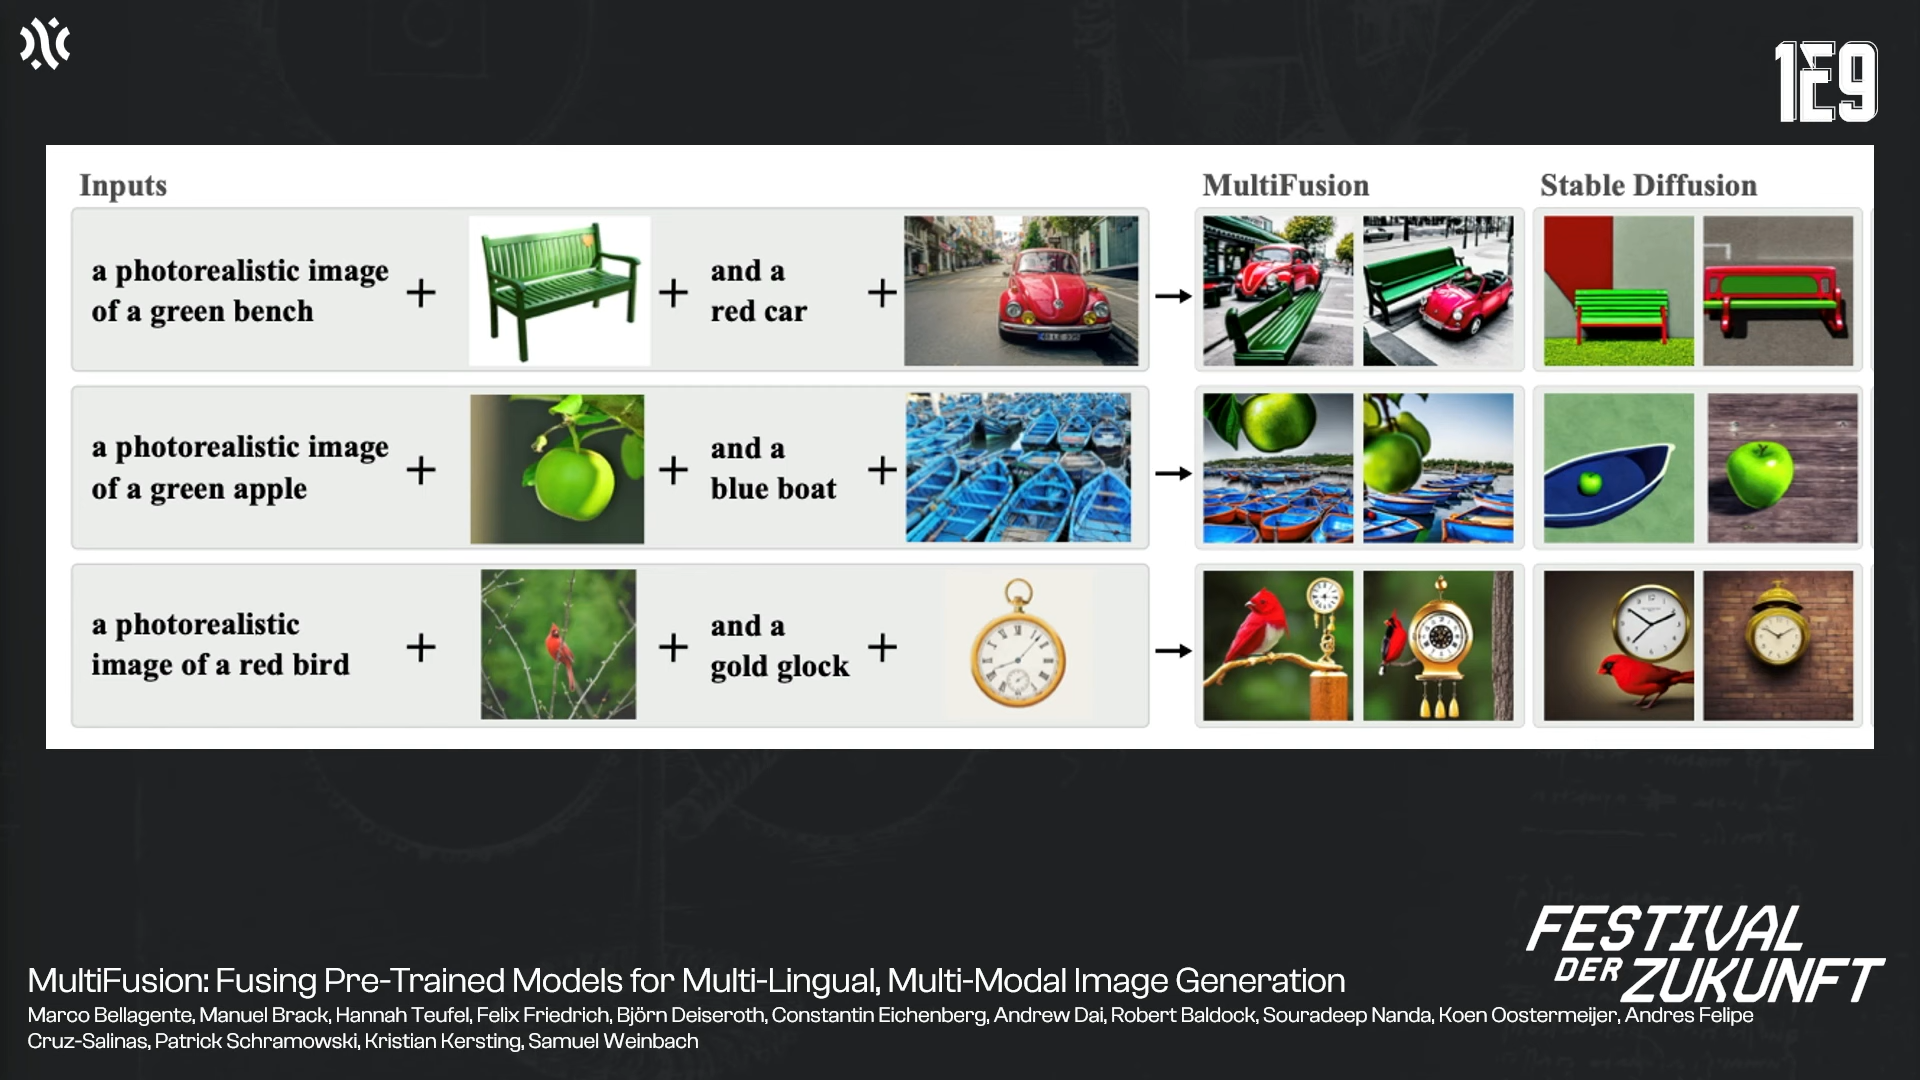 1E9
Inputs
MultiFusion
Stable Diffusion
a photorealistic image
of a green bench
+
+
and a
red car
+
a photorealistic image
of a green apple
+
+
and a
blue boat
+
a photorealistic
image of a red bird
+
+
and a
gold glock
+
FESTIVAL
DER ZUKUNFT
MultiFusion: Fusing Pre-Trained Models for Multi-Lingual, Multi-Modal Image Generation
Marco Bellagente, Manuel Brack, Hannah Teufel, Felix Friedrich, Björn Deiseroth, Constantin Eichenberg, Andrew Dai, Robert Baldock, Souradeep Nanda, Koen Oostermeijer, Andres Felipe
Cruz-Salinas, Patrick Schramowski, Kristian Kersting, Samuel Weinbach